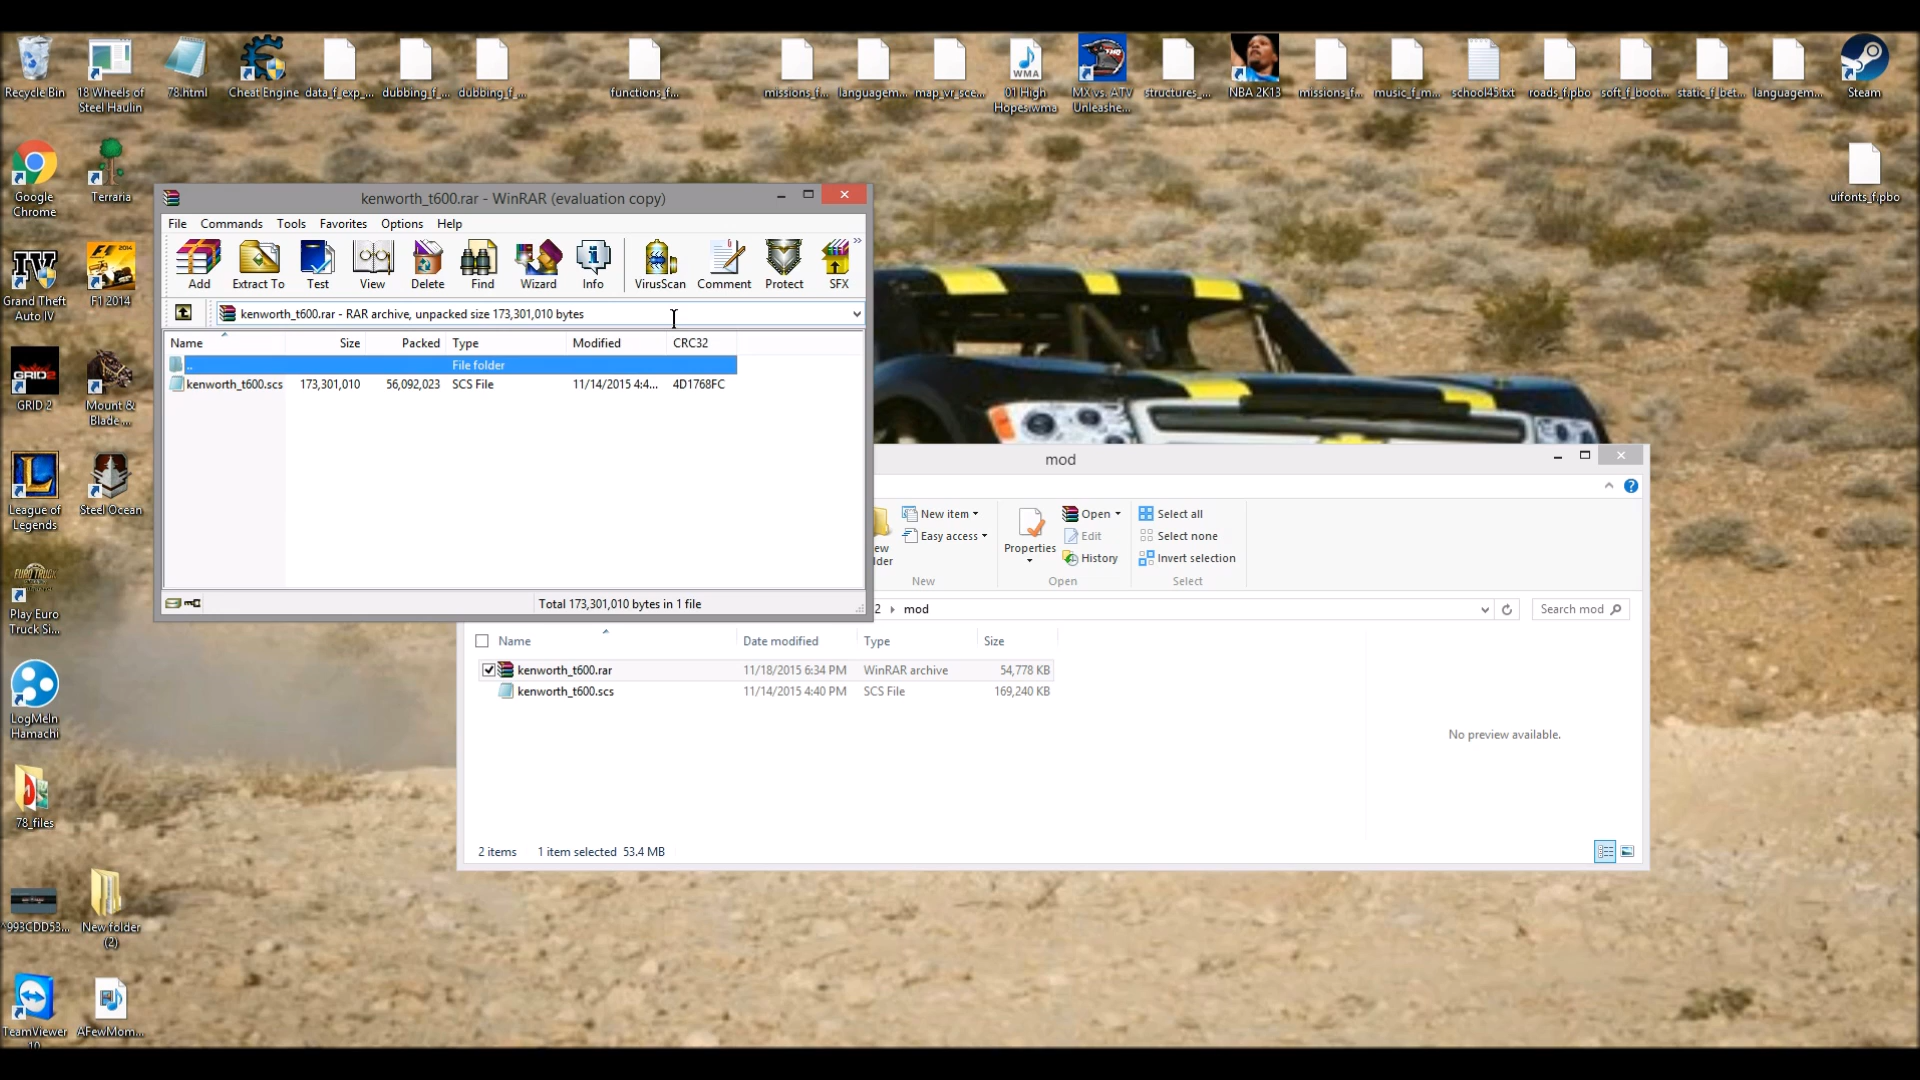 Recycle Bin
18 Wheels of
Steel Haulin
78.html
Cheat Engine
data_f_exp_...
dubbing_f_...
dubbing_f_...
functions_f...
missions_f...
languagem...
map_vr_sce...
WMA
01 High
Hopes.wma
MX vs. ATV
Unleashe...
structures_...
NBA 2K13
missions_f...
music_f_m...
school45.txt
roads_f.pbo
soft_f_boot...
static_f_bet...
languagem...
Steam
uifonts_f.pbo
Google
Chrome
Terraria
Grand Theft
Auto IV
F1 2014
GRID 2
Mount &
Blade ...
League of
Legends
Steel Ocean
Play Euro
Truck Si...
LogMeIn
Hamachi
78_files
^993CDD53...
New folder
(2)
TeamViewer
10
AFewMom...
kenworth_t600.rar - WinRAR (evaluation copy)
File Commands Tools Favorites Options Help
Add Extract To Test View Delete Find Wizard Info VirusScan Comment Protect SFX
kenworth_t600.rar - RAR archive, unpacked size 173,301,010 bytes
Name Size Packed Type Modified CRC32
.. File folder
kenworth_t600.scs 173,301,010 56,092,023 SCS File 11/14/2015 4:4... 4D1768FC
Total 173,301,010 bytes in 1 file
mod
New item
Easy access
ew
lder
New
Properties
Open
Edit
History
Open
Select all
Select none
Invert selection
Select
2 mod
Search mod
Name Date modified Type Size
kenworth_t600.rar 11/18/2015 6:34 PM WinRAR archive 54,778 KB
kenworth_t600.scs 11/14/2015 4:40 PM SCS File 169,240 KB
No preview available.
2 items 1 item selected 53.4 MB